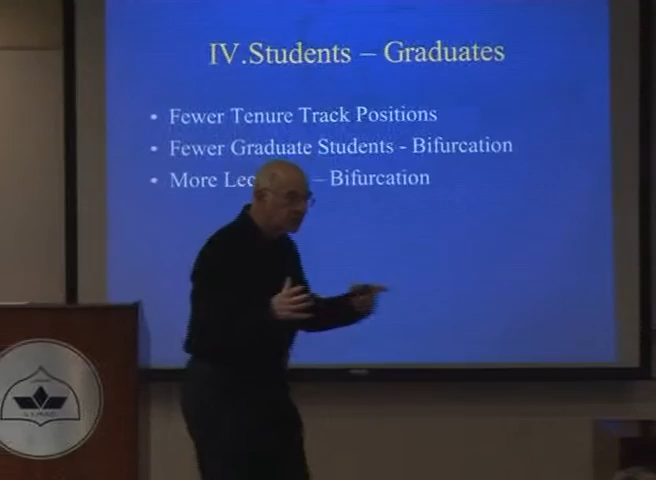 IV.Students – Graduates
• Fewer Tenure Track Positions
• Fewer Graduate Students - Bifurcation
• More – Bifurcation